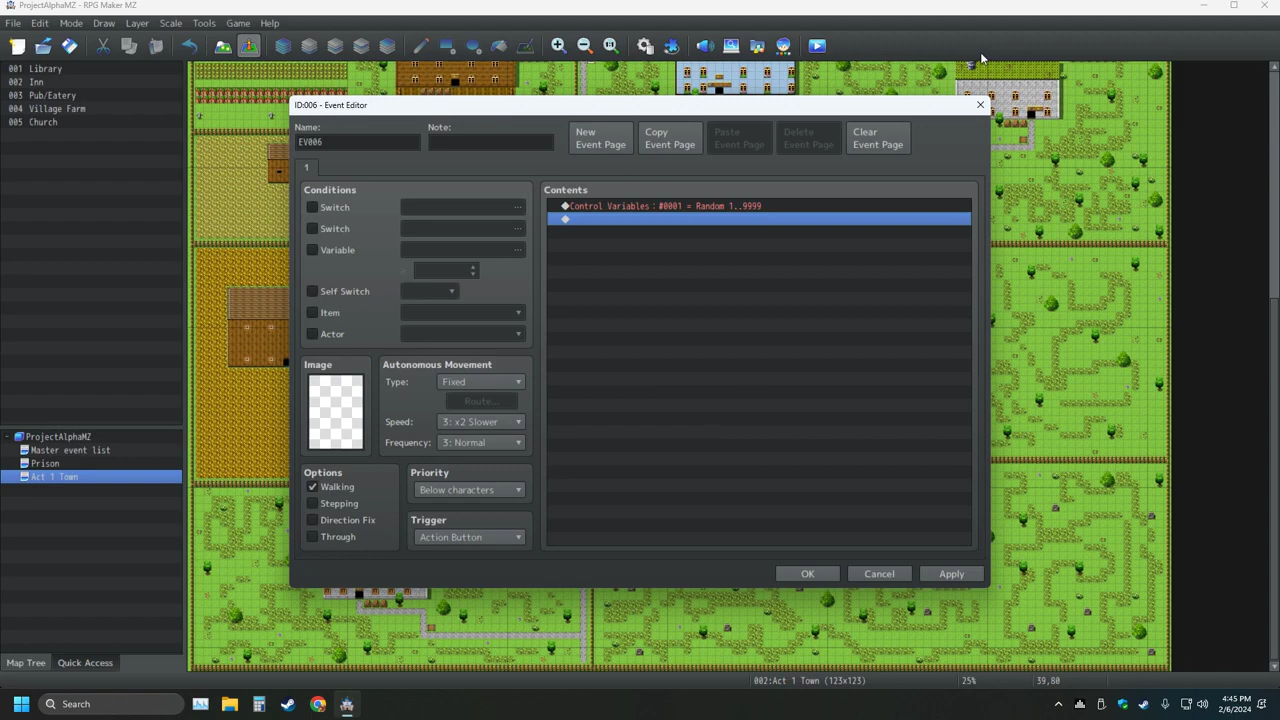 ProjectAlphaMZ - RPG Maker MZ
File Edit Mode Draw Layer Scale Tools Game Help
001 Library
002 Inn
003 Pub/Eatery
004 Village Farm
005 Church
ID:006 - Event Editor
Name: Note:
EV006
New Event Page
Copy Event Page
Paste Event Page
Delete Event Page
Clear Event Page
1
Conditions
Switch
Switch
Variable
Self Switch
Item
Actor
Contents
◆Control Variables：#0001 = Random 1..9999
◆
Image
Autonomous Movement
Type: Fixed
Route...
Speed: 3: x2 Slower
Frequency: 3: Normal
Options
Walking
Stepping
Direction Fix
Through
Priority
Below characters
Trigger
Action Button
OK Cancel Apply
ProjectAlphaMZ
Master event list
Prison
Act 1 Town
Map Tree Quick Access
002:Act 1 Town (123x123) 25% 39,80
Search
4:45 PM
2/6/2024